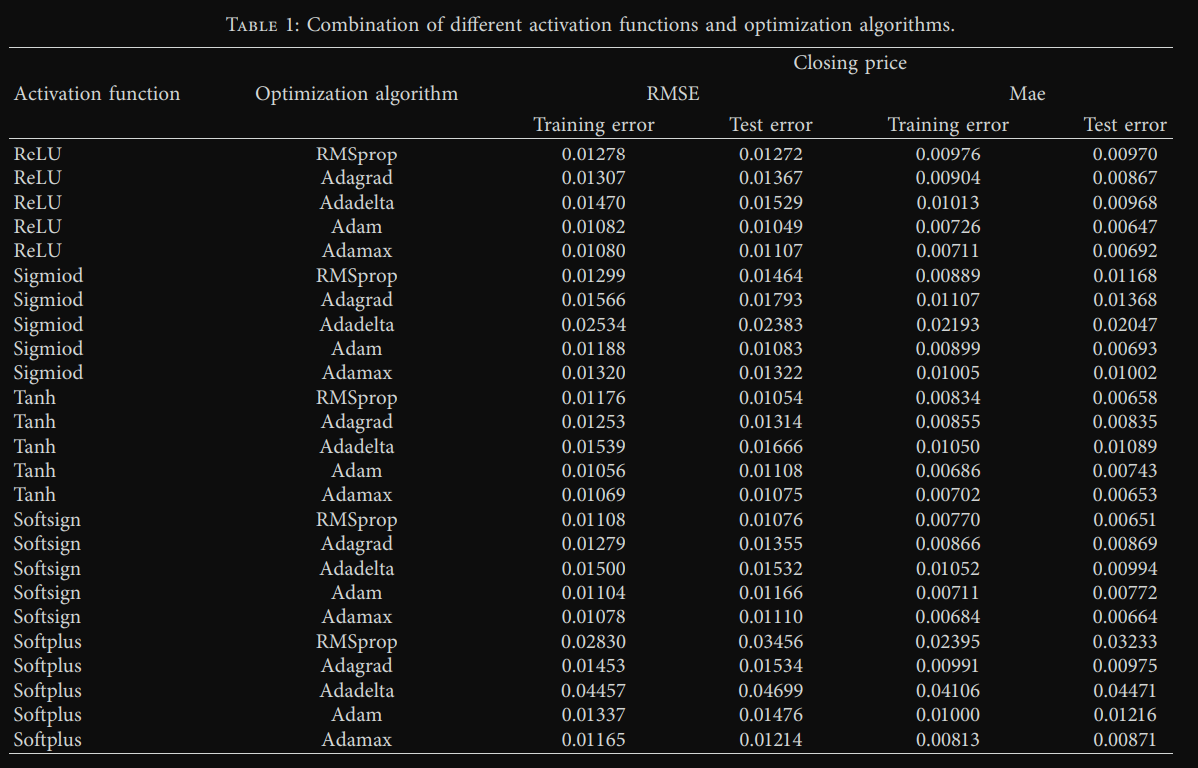 TABLE 1: Combination of different activation functions and optimization algorithms.
Closing price
Activation function Optimization algorithm RMSE Mae
Training error Test error Training error Test error
ReLU RMSprop 0.01278 0.01272 0.00976 0.00970
ReLU Adagrad 0.01307 0.01367 0.00904 0.00867
ReLU Adadelta 0.01470 0.01529 0.01013 0.00968
ReLU Adam 0.01082 0.01049 0.00726 0.00647
ReLU Adamax 0.01080 0.01107 0.00711 0.00692
Sigmiod RMSprop 0.01299 0.01464 0.00889 0.01168
Sigmiod Adagrad 0.01566 0.01793 0.01107 0.01368
Sigmiod Adadelta 0.02534 0.02383 0.02193 0.02047
Sigmiod Adam 0.01188 0.01083 0.00899 0.00693
Sigmiod Adamax 0.01320 0.01322 0.01005 0.01002
Tanh RMSprop 0.01176 0.01054 0.00834 0.00658
Tanh Adagrad 0.01253 0.01314 0.00855 0.00835
Tanh Adadelta 0.01539 0.01666 0.01050 0.01089
Tanh Adam 0.01056 0.01108 0.00686 0.00743
Tanh Adamax 0.01069 0.01075 0.00702 0.00653
Softsign RMSprop 0.01108 0.01076 0.00770 0.00651
Softsign Adagrad 0.01279 0.01355 0.00866 0.00869
Softsign Adadelta 0.01500 0.01532 0.01052 0.00994
Softsign Adam 0.01104 0.01166 0.00711 0.00772
Softsign Adamax 0.01078 0.01110 0.00684 0.00664
Softplus RMSprop 0.02830 0.03456 0.02395 0.03233
Softplus Adagrad 0.01453 0.01534 0.00991 0.00975
Softplus Adadelta 0.04457 0.04699 0.04106 0.04471
Softplus Adam 0.01337 0.01476 0.01000 0.01216
Softplus Adamax 0.01165 0.01214 0.00813 0.00871